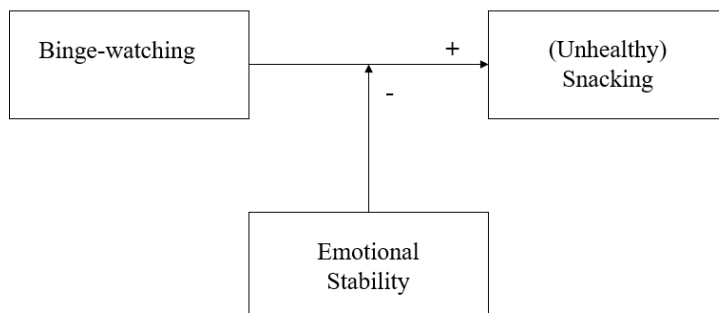 Binge-watching
+
(Unhealthy)
Snacking
-
Emotional
Stability